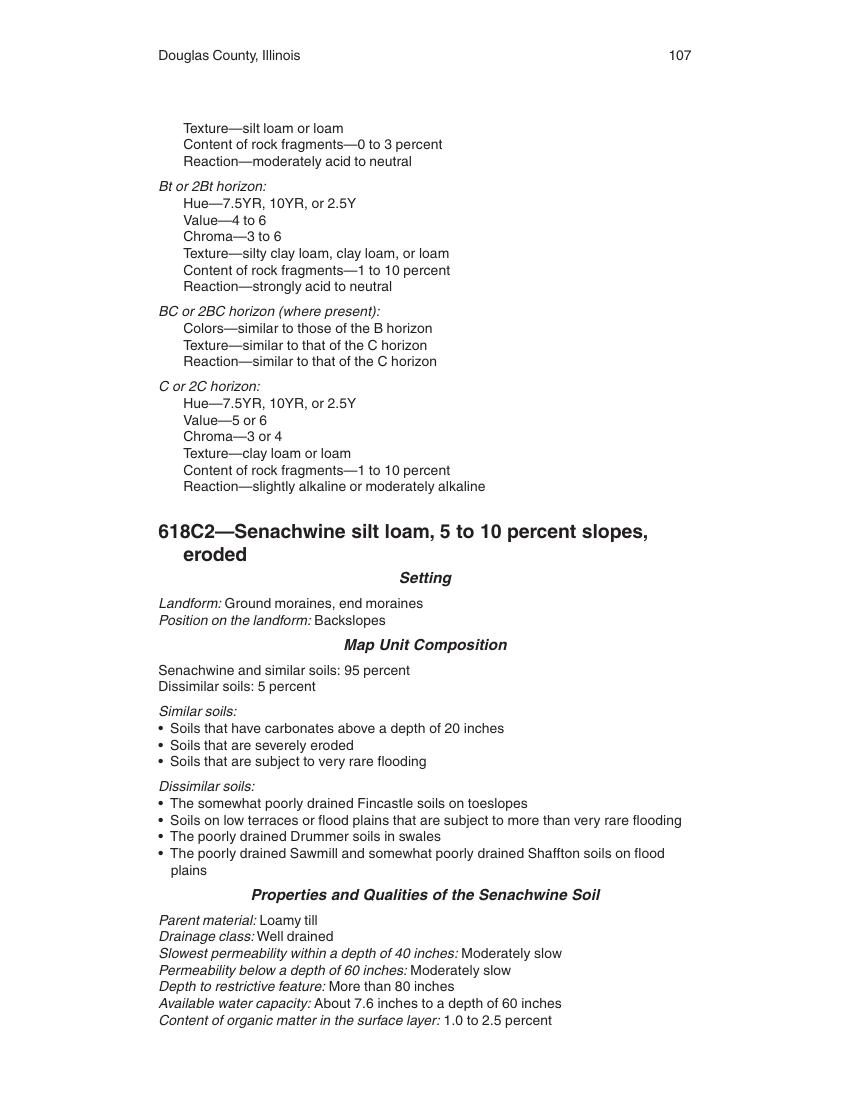 Douglas County, Illinois 107
Texture—silt loam or loam
Content of rock fragments—0 to 3 percent
Reaction—moderately acid to neutral
Bt or 2Bt horizon:
Hue—7.5YR, 10YR, or 2.5Y
Value—4 to 6
Chroma—3 to 6
Texture—silty clay loam, clay loam, or loam
Content of rock fragments—1 to 10 percent
Reaction—strongly acid to neutral
BC or 2BC horizon (where present):
Colors—similar to those of the B horizon
Texture—similar to that of the C horizon
Reaction—similar to that of the C horizon
C or 2C horizon:
Hue—7.5YR, 10YR, or 2.5Y
Value—5 or 6
Chroma—3 or 4
Texture—clay loam or loam
Content of rock fragments—1 to 10 percent
Reaction—slightly alkaline or moderately alkaline
618C2—Senachwine silt loam, 5 to 10 percent slopes,
eroded
Setting
Landform: Ground moraines, end moraines
Position on the landform: Backslopes
Map Unit Composition
Senachwine and similar soils: 95 percent
Dissimilar soils: 5 percent
Similar soils:
• Soils that have carbonates above a depth of 20 inches
• Soils that are severely eroded
• Soils that are subject to very rare flooding
Dissimilar soils:
• The somewhat poorly drained Fincastle soils on toeslopes
• Soils on low terraces or flood plains that are subject to more than very rare flooding
• The poorly drained Drummer soils in swales
• The poorly drained Sawmill and somewhat poorly drained Shaffton soils on flood
plains
Properties and Qualities of the Senachwine Soil
Parent material: Loamy till
Drainage class: Well drained
Slowest permeability within a depth of 40 inches: Moderately slow
Permeability below a depth of 60 inches: Moderately slow
Depth to restrictive feature: More than 80 inches
Available water capacity: About 7.6 inches to a depth of 60 inches
Content of organic matter in the surface layer: 1.0 to 2.5 percent